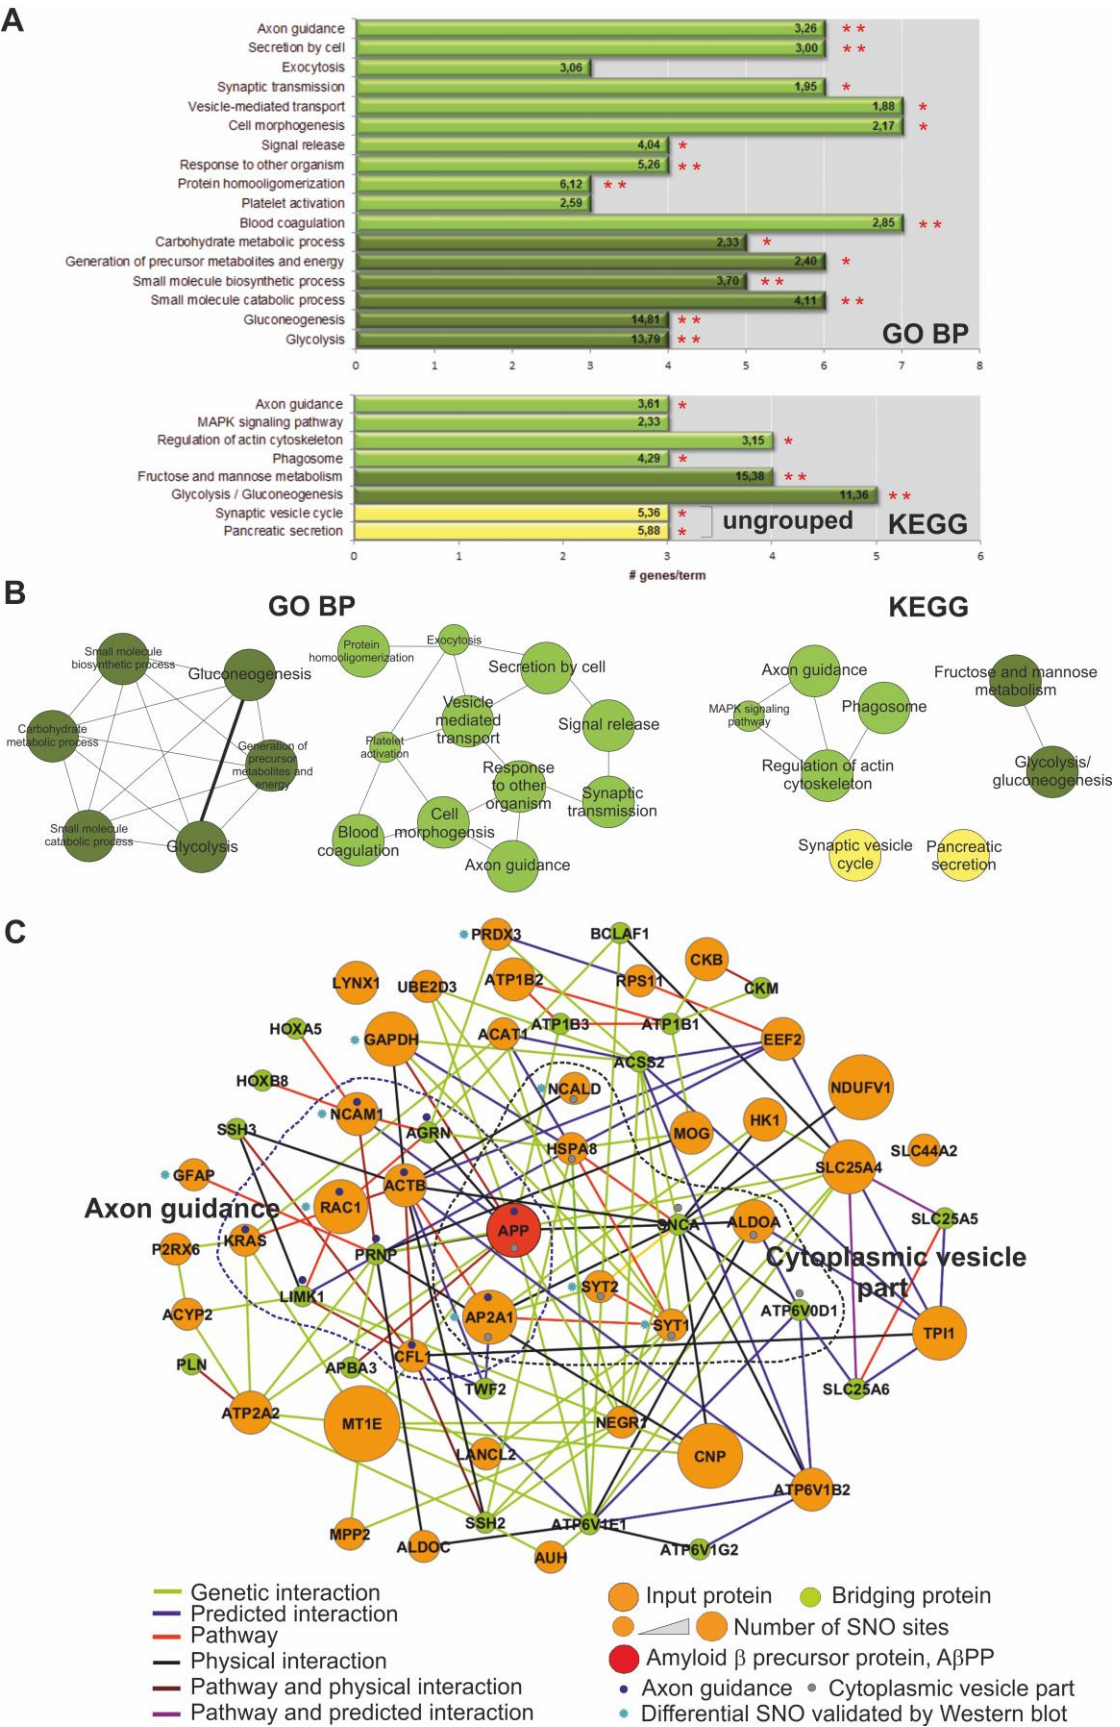 A
Axon guidance 3,26 * *
Secretion by cell 3,00 * *
Exocytosis 3,06
Synaptic transmission 1,95 *
Vesicle-mediated transport 1,88 *
Cell morphogenesis 2,17 *
Signal release 4,04 *
Response to other organism 5,26 * *
Protein homooligomerization 6,12 * *
Platelet activation 2,59
Blood coagulation 2,85 * *
Carbohydrate metabolic process 2,33 *
Generation of precursor metabolites and energy 2,40 *
Small molecule biosynthetic process 3,70 * *
Small molecule catabolic process 4,11 * *
Gluconeogenesis 14,81 * *
Glycolysis 13,79 * *
GO BP
0 1 2 3 4 5 6 7 8
Axon guidance 3,61 *
MAPK signaling pathway 2,33
Regulation of actin cytoskeleton 3,15 *
Phagosome 4,29 *
Fructose and mannose metabolism 15,38 * *
Glycolysis / Gluconeogenesis 11,36 * *
Synaptic vesicle cycle 5,36 *
Pancreatic secretion 5,88 *
ungrouped
KEGG
0 1 2 3 4 5 6
# genes/term
B
GO BP
KEGG
Small molecule
biosynthetic process
Gluconeogenesis
Carbohydrate
metabolic process
Generation of
precursor
metabolites and
energy
Small molecule
catabolic process
Glycolysis
Protein
homooligomerization
Exocytosis
Secretion by cell
Vesicle
mediated
transport
Signal release
Platelet
activation
Response
to other
organism
Synaptic
transmission
Cell
morphogensis
Blood
coagulation
Axon guidance
Axon guidance
MAPK signaling
pathway
Phagosome
Regulation of actin
cytoskeleton
Fructose and mannose
metabolism
Glycolysis/
gluconeogenesis
Synaptic vesicle
cycle
Pancreatic
secretion
C
PRDX3
BCLAF1
CKB
LYNX1
UBE2D3
ATP1B2
RPS11
CKM
HOXA5
GAPDH
ACAT1
ATP1B3
ATP1B1
EEF2
ACSS2
HOXB8
NCALD
NDUFV1
NCAM1
AGRN
SSH3
HSPA8
MOG
HK1
SLC44A2
GFAP
ACTB
SLC25A4
RAC1
Axon guidance
APP
SNCA
ALDOA
SLC25A5
KRAS
P2RX6
PRNP
Cytoplasmic vesicle
part
LIMK1
SYT2
ATP6V0D1
ACYP2
AP2A1
SYT1
TPI1
PLN
APBA3
CFL1
TWF2
SLC25A6
ATP2A2
MT1E
NEGR1
LANCL2
CNP
ATP6V1B2
MPP2
ALDOC
SSH2
ATP6V1E1
AUH
ATP6V1G2
Genetic interaction
Predicted interaction
Pathway
Physical interaction
Pathway and physical interaction
Pathway and predicted interaction
Input protein
Bridging protein
Number of SNO sites
Amyloid β precursor protein, AβPP
Axon guidance
Cytoplasmic vesicle part
Differential SNO validated by Western blot